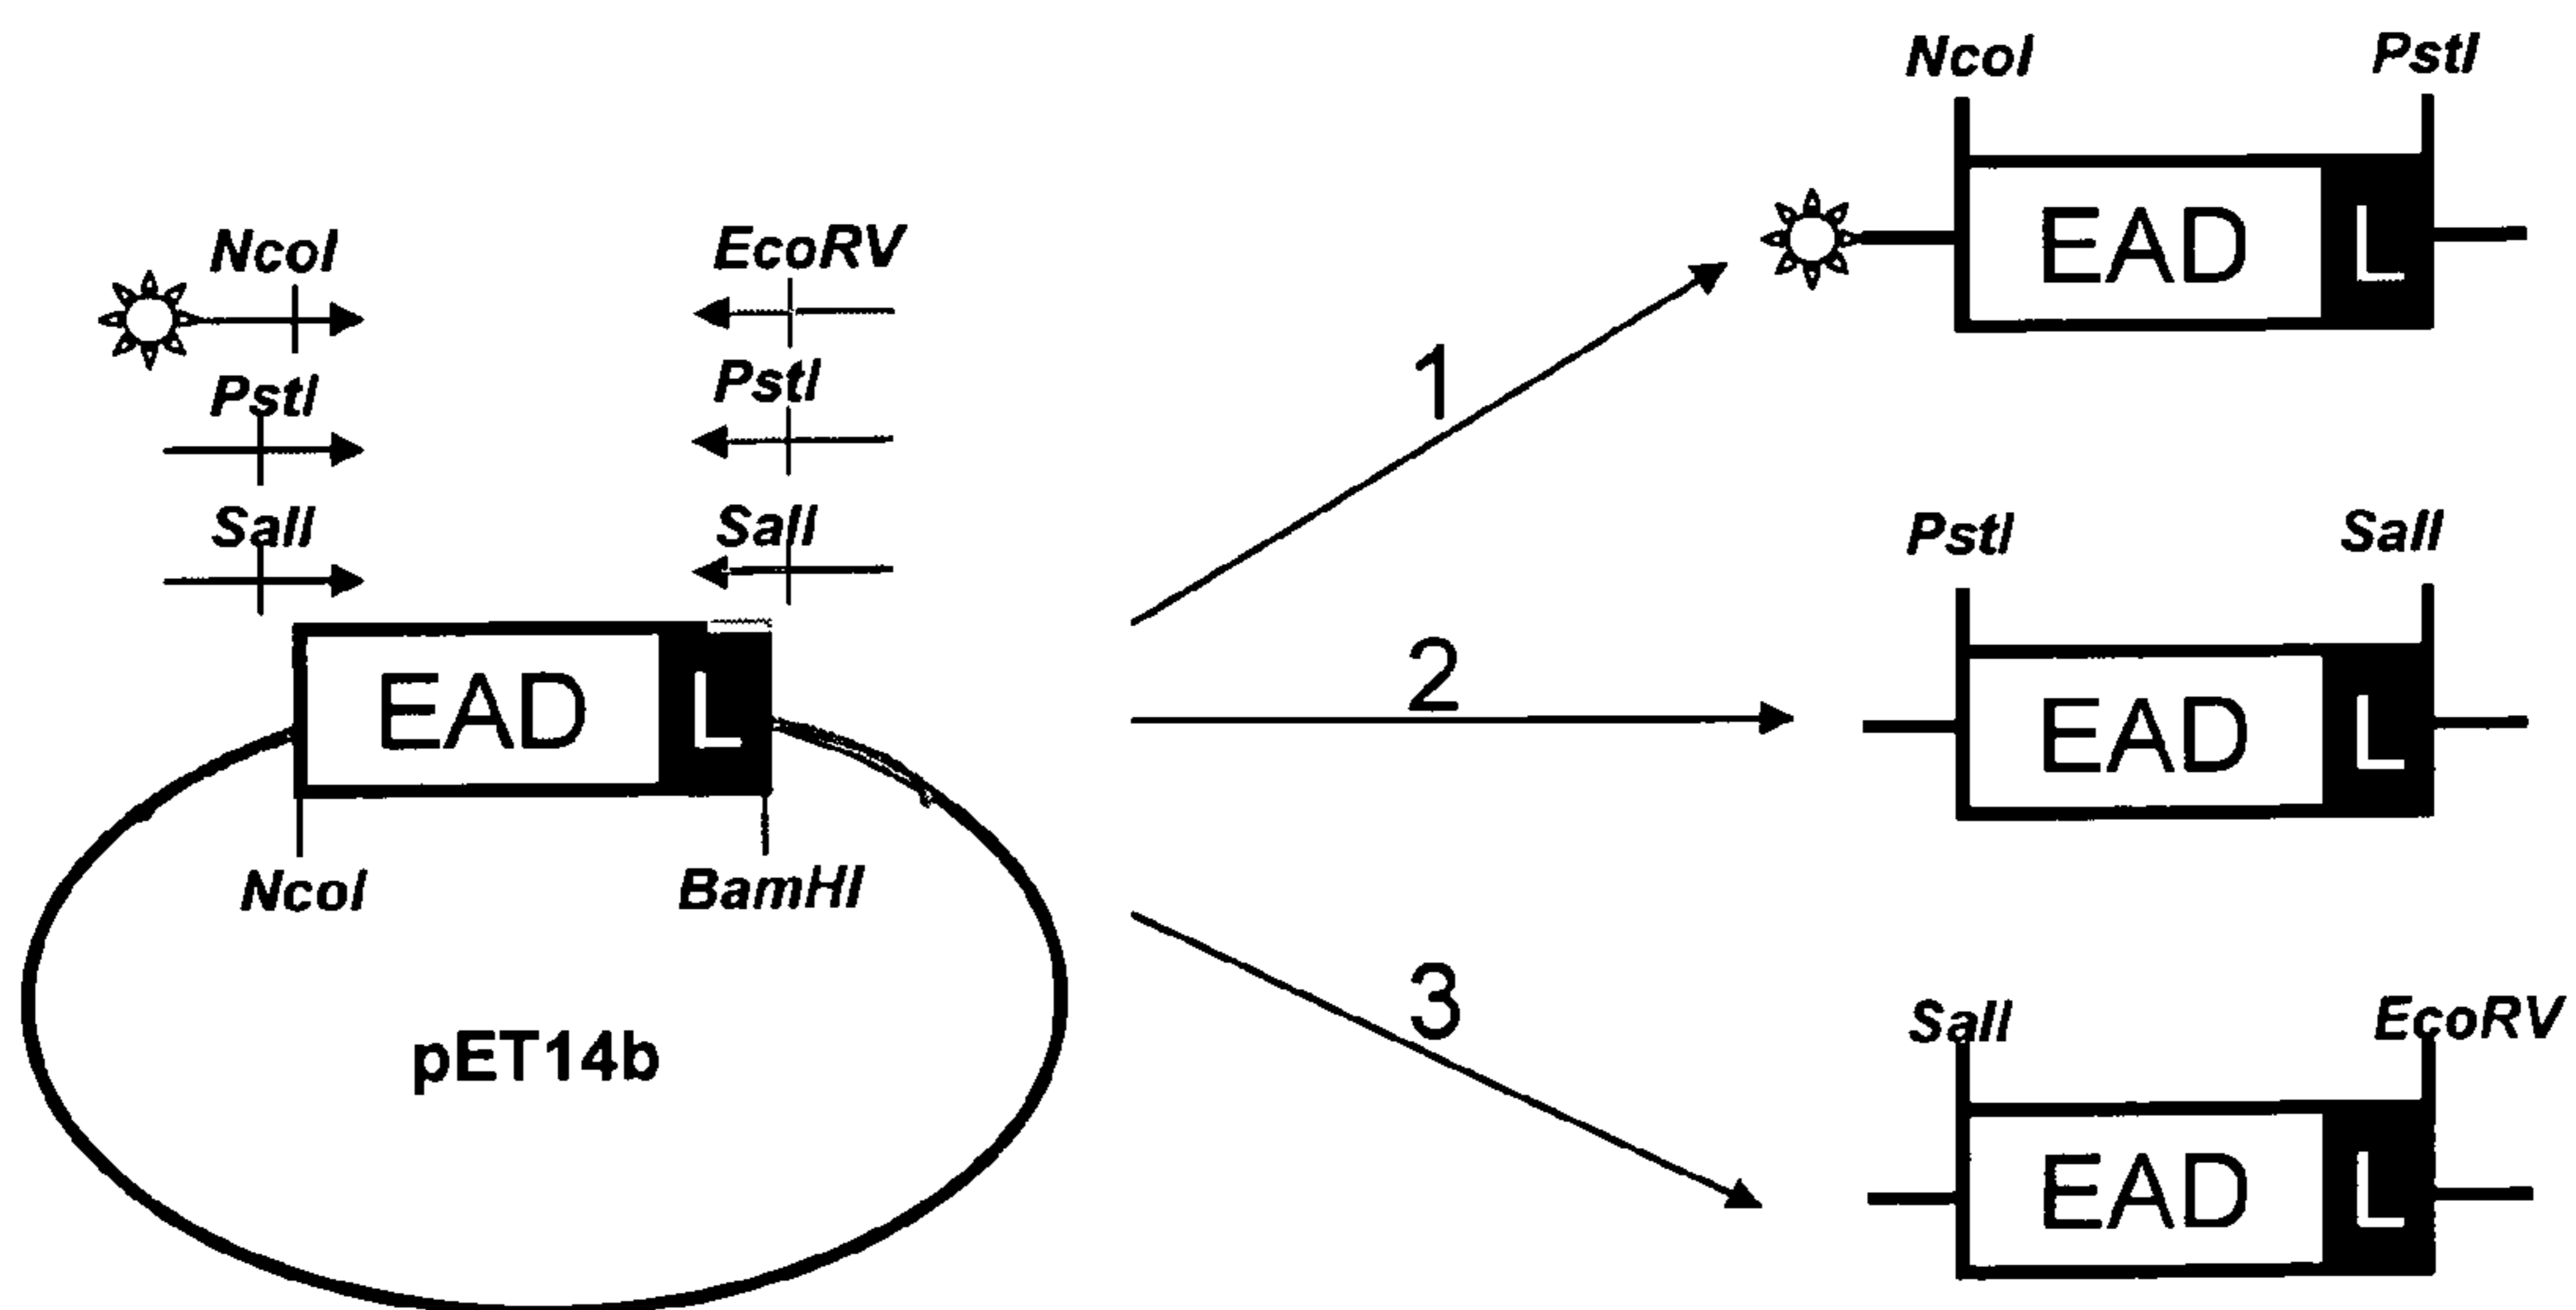 NcoI
EcoRV
PstI
PstI
SalI
SalI
EAD L
NcoI
BamHI
pET14b
1
2
3
NcoI
PstI
EAD L
PstI
SalI
EAD L
SalI
EcoRV
EAD L